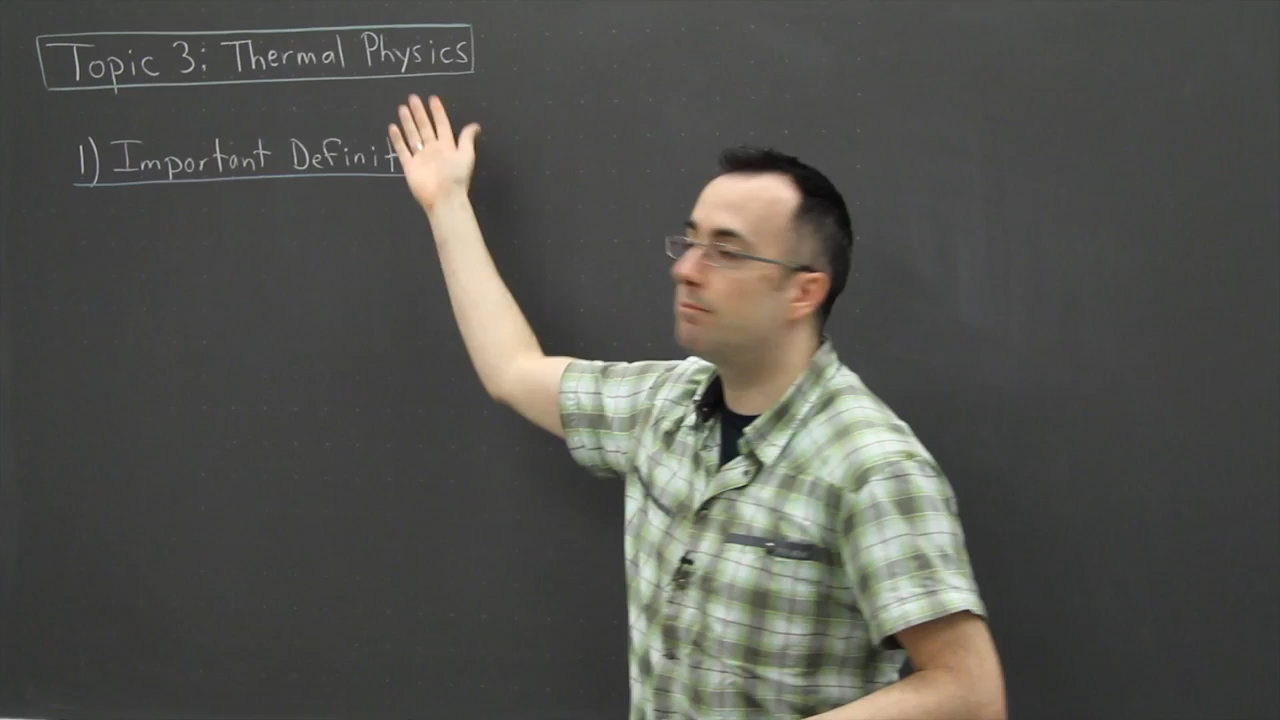 Topic 3: Thermal Physics
1) Important Definit